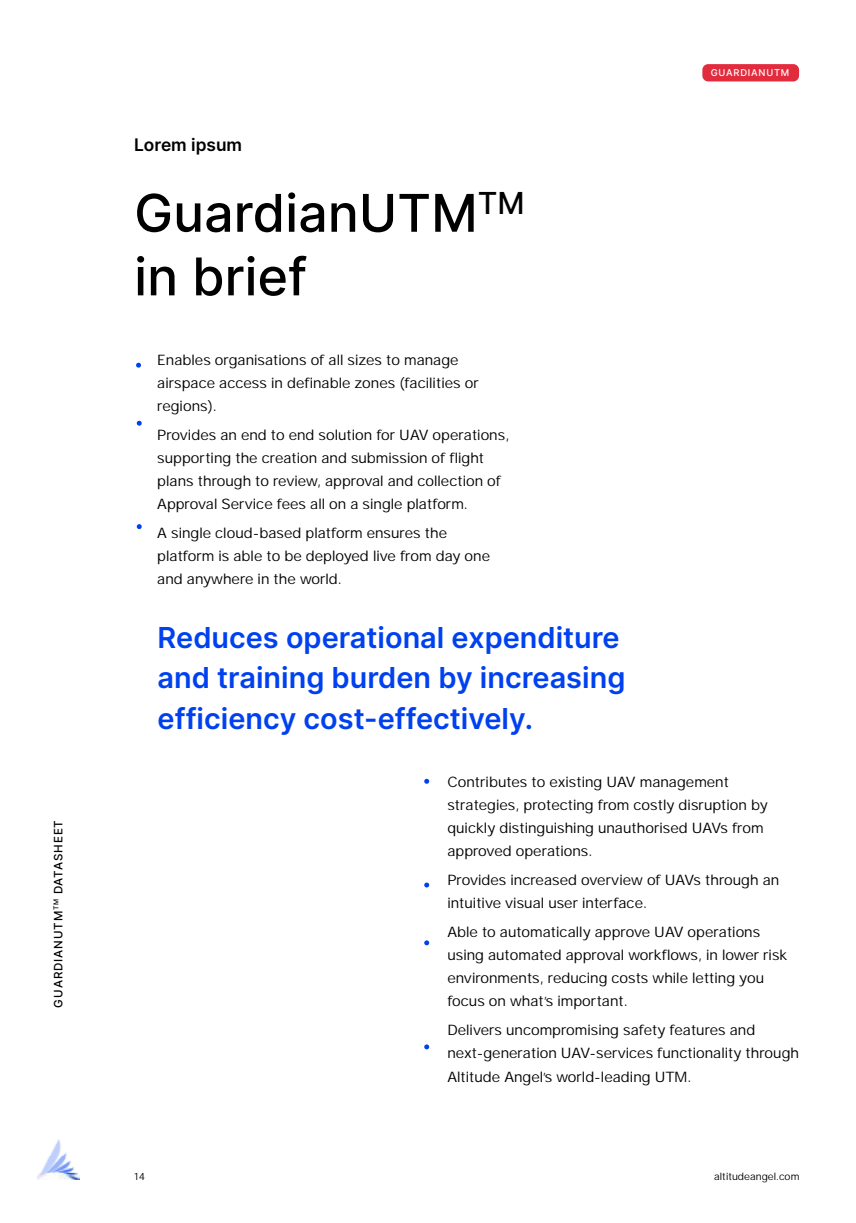 GUARDIANUTM
Lorem ipsum
GuardianUTM™
in brief
Enables organisations of all sizes to manage
airspace access in definable zones (facilities or
regions).
Provides an end to end solution for UAV operations,
supporting the creation and submission of flight
plans through to review, approval and collection of
Approval Service fees all on a single platform.
A single cloud-based platform ensures the
platform is able to be deployed live from day one
and anywhere in the world.
Reduces operational expenditure
and training burden by increasing
efficiency cost-effectively.
Contributes to existing UAV management
strategies, protecting from costly disruption by
quickly distinguishing unauthorised UAVs from
approved operations.
Provides increased overview of UAVs through an
intuitive visual user interface.
Able to automatically approve UAV operations
using automated approval workflows, in lower risk
environments, reducing costs while letting you
focus on what's important.
Delivers uncompromising safety features and
next-generation UAV-services functionality through
Altitude Angel's world-leading UTM.
GUARDIANUTM™ DATASHEET
14
altitudeangel.com